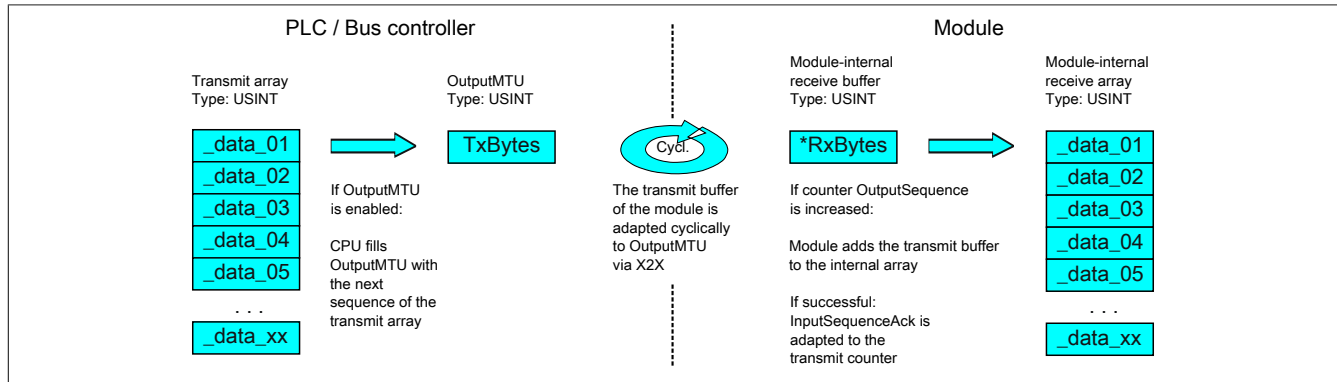 PLC / Bus controller
Module
Transmit array
Type: USINT
_data_01
_data_02
_data_03
_data_04
_data_05
. . .
_data_xx
If OutputMTU
is enabled:
CPU fills
OutputMTU with
the next
sequence of the
transmit array
OutputMTU
Type: USINT
TxBytes
Cycl.
The transmit buffer
of the module is
adapted cyclically
to OutputMTU
via X2X
Module-internal
receive buffer
Type: USINT
*RxBytes
If counter OutputSequence
is increased:
Module adds the transmit buffer
to the internal array
If successful:
InputSequenceAck is
adapted to the
transmit counter
Module-internal
receive array
Type: USINT
_data_01
_data_02
_data_03
_data_04
_data_05
. . .
_data_xx